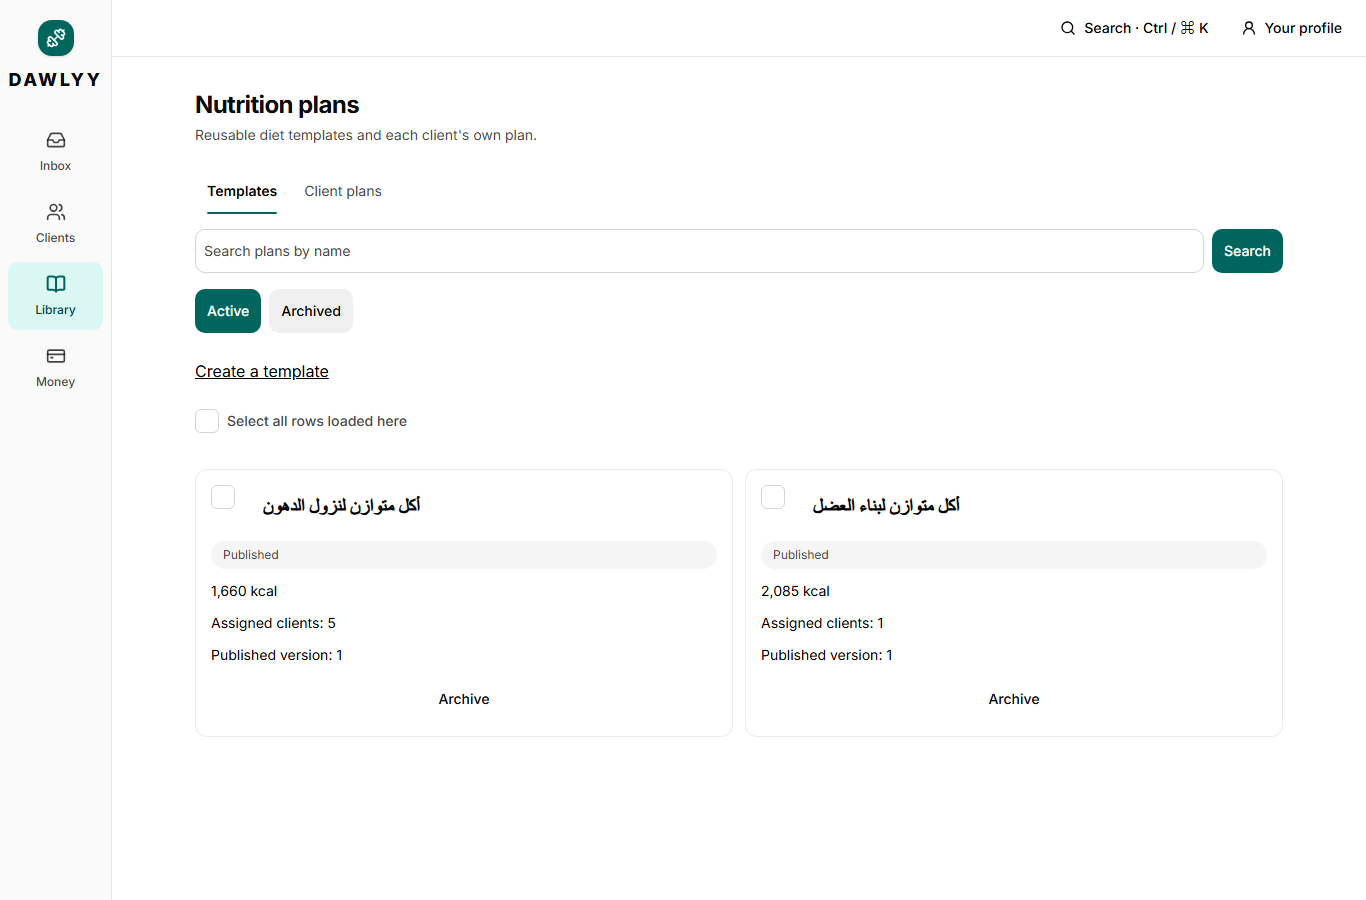 DAWLYY
Inbox
Clients
Library
Money
Search · Ctrl / ⌘ K
Your profile
Nutrition plans
Reusable diet templates and each client's own plan.
Templates
Client plans
Search plans by name
Search
Active
Archived
Create a template
Select all rows loaded here
أكل متوازن لنزول الدهون
Published
1,660 kcal
Assigned clients: 5
Published version: 1
Archive
أكل متوازن لبناء العضل
Published
2,085 kcal
Assigned clients: 1
Published version: 1
Archive